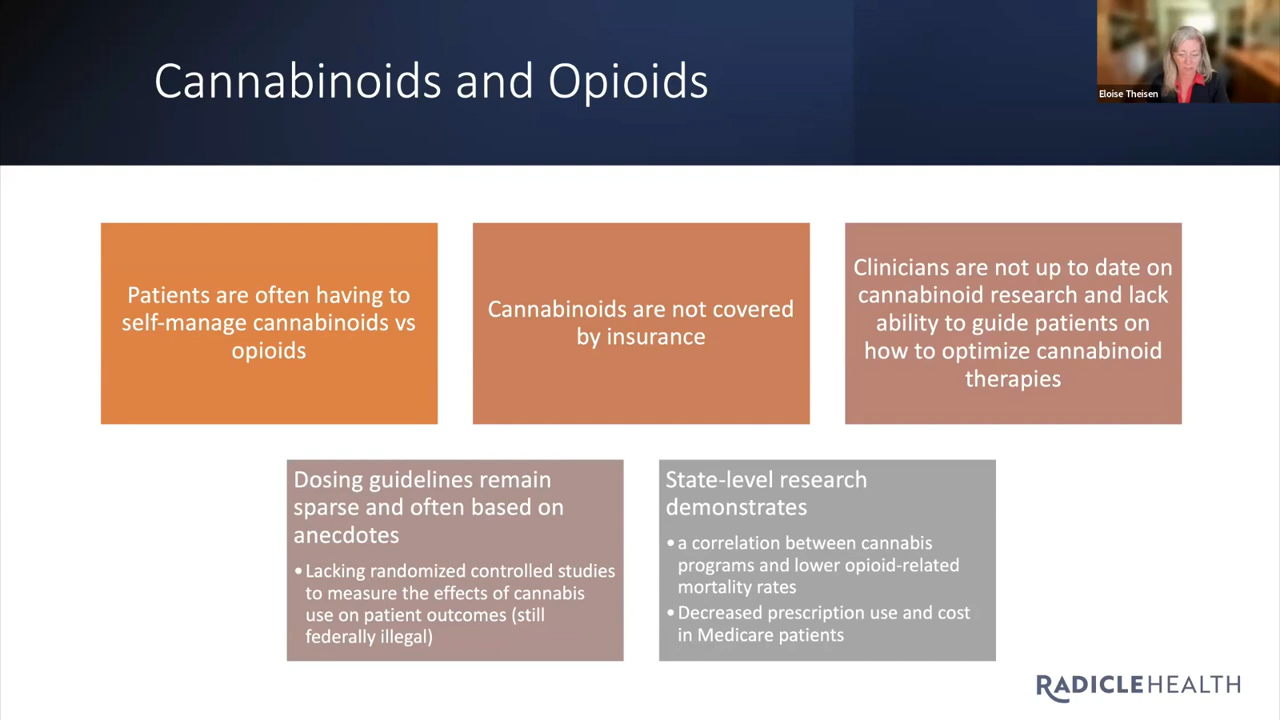 Cannabinoids and Opioids
Eloise Theisen
Patients are often having to
self-manage cannabinoids vs
opioids
Cannabinoids are not covered
by insurance
Clinicians are not up to date on
cannabinoid research and lack
ability to guide patients on
how to optimize cannabinoid
therapies
Dosing guidelines remain
sparse and often based on
anecdotes
• Lacking randomized controlled studies
to measure the effects of cannabis
use on patient outcomes (still
federally illegal)
State-level research
demonstrates
• a correlation between cannabis
programs and lower opioid-related
mortality rates
• Decreased prescription use and cost
in Medicare patients
RADICLEHEALTH